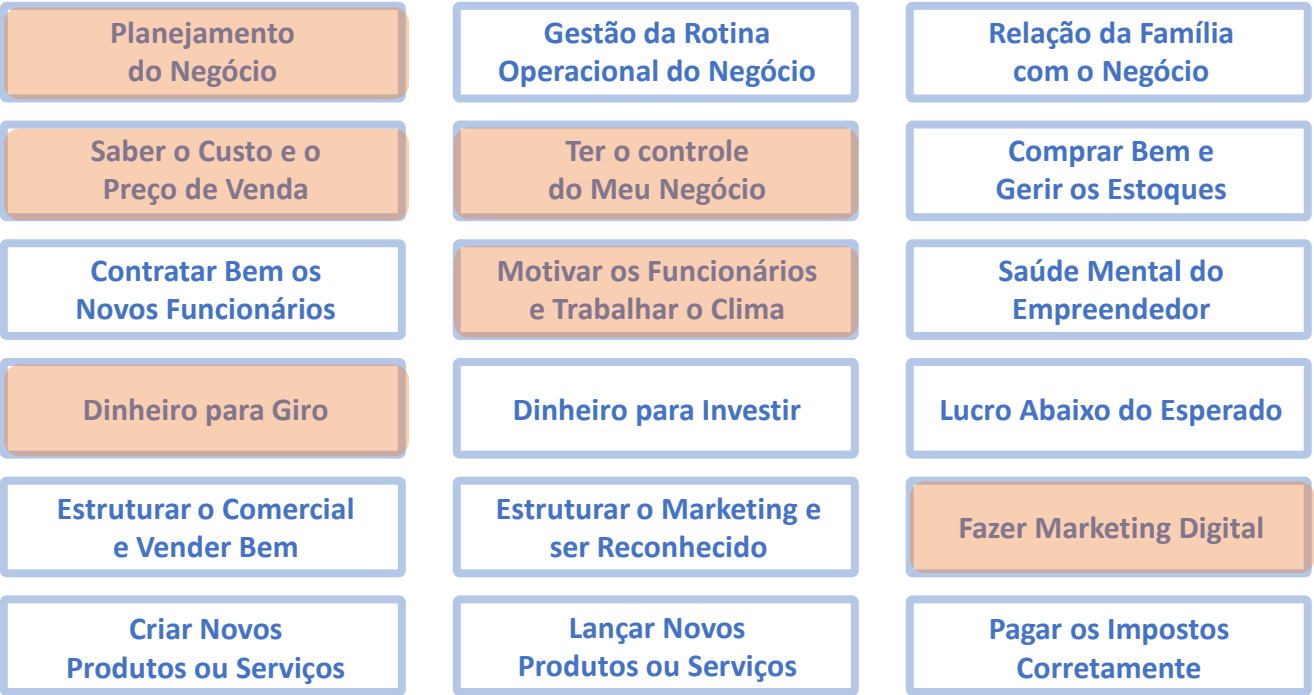 Planejamento
do Negócio
Gestão da Rotina
Operacional do Negócio
Relação da Família
com o Negócio
Saber o Custo e o
Preço de Venda
Ter o controle
do Meu Negócio
Comprar Bem e
Gerir os Estoques
Contratar Bem os
Novos Funcionários
Motivar os Funcionários
e Trabalhar o Clima
Saúde Mental do
Empreendedor
Dinheiro para Giro
Dinheiro para Investir
Lucro Abaixo do Esperado
Estruturar o Comercial
e Vender Bem
Estruturar o Marketing e
ser Reconhecido
Fazer Marketing Digital
Criar Novos
Produtos ou Serviços
Lançar Novos
Produtos ou Serviços
Pagar os Impostos
Corretamente